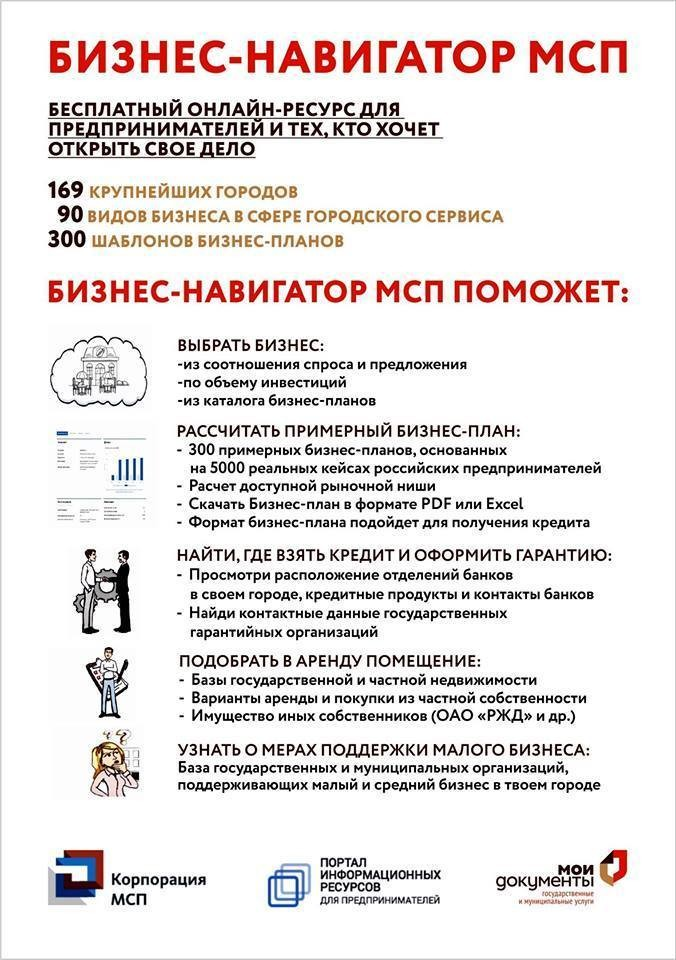 БИЗНЕС-НАВИГАТОР МСП
БЕСПЛАТНЫЙ ОНЛАЙН-РЕСУРС ДЛЯ
ПРЕДПРИНИМАТЕЛЕЙ И ТЕХ, КТО ХОЧЕТ
ОТКРЫТЬ СВОЕ ДЕЛО
169 КРУПНЕЙШИХ ГОРОДОВ
90 ВИДОВ БИЗНЕСА В СФЕРЕ ГОРОДСКОГО СЕРВИСА
300 ШАБЛОНОВ БИЗНЕС-ПЛАНОВ
БИЗНЕС-НАВИГАТОР МСП ПОМОЖЕТ:
ВЫБРАТЬ БИЗНЕС:
-из соотношения спроса и предложения
-по объему инвестиций
-из каталога бизнес-планов
РАССЧИТАТЬ ПРИМЕРНЫЙ БИЗНЕС-ПЛАН:
- 300 примерных бизнес-планов, основанных
на 5000 реальных кейсах российских предпринимателей
- Расчет доступной рыночной ниши
- Скачать Бизнес-план в формате PDF или Excel
- Формат бизнес-плана подойдет для получения кредита
НАЙТИ, ГДЕ ВЗЯТЬ КРЕДИТ И ОФОРМИТЬ ГАРАНТИЮ:
- Просмотри расположение отделений банков
в своем городе, кредитные продукты и контакты банков
- Найди контактные данные государственных
гарантийных организаций
ПОДОБРАТЬ В АРЕНДУ ПОМЕЩЕНИЕ:
- Базы государственной и частной недвижимости
- Варианты аренды и покупки из частной собственности
- Имущество иных собственников (ОАО «РЖД» и др.)
УЗНАТЬ О МЕРАХ ПОДДЕРЖКИ МАЛОГО БИЗНЕСА:
База государственных и муниципальных организаций,
поддерживающих малый и средний бизнес в твоем городе
Корпорация
МСП
ПОРТАЛ
ИНФОРМАЦИОННЫХ
РЕСУРСОВ
ДЛЯ ПРЕДПРИНИМАТЕЛЕЙ
мои
документы
государственные
и муниципальные услуги